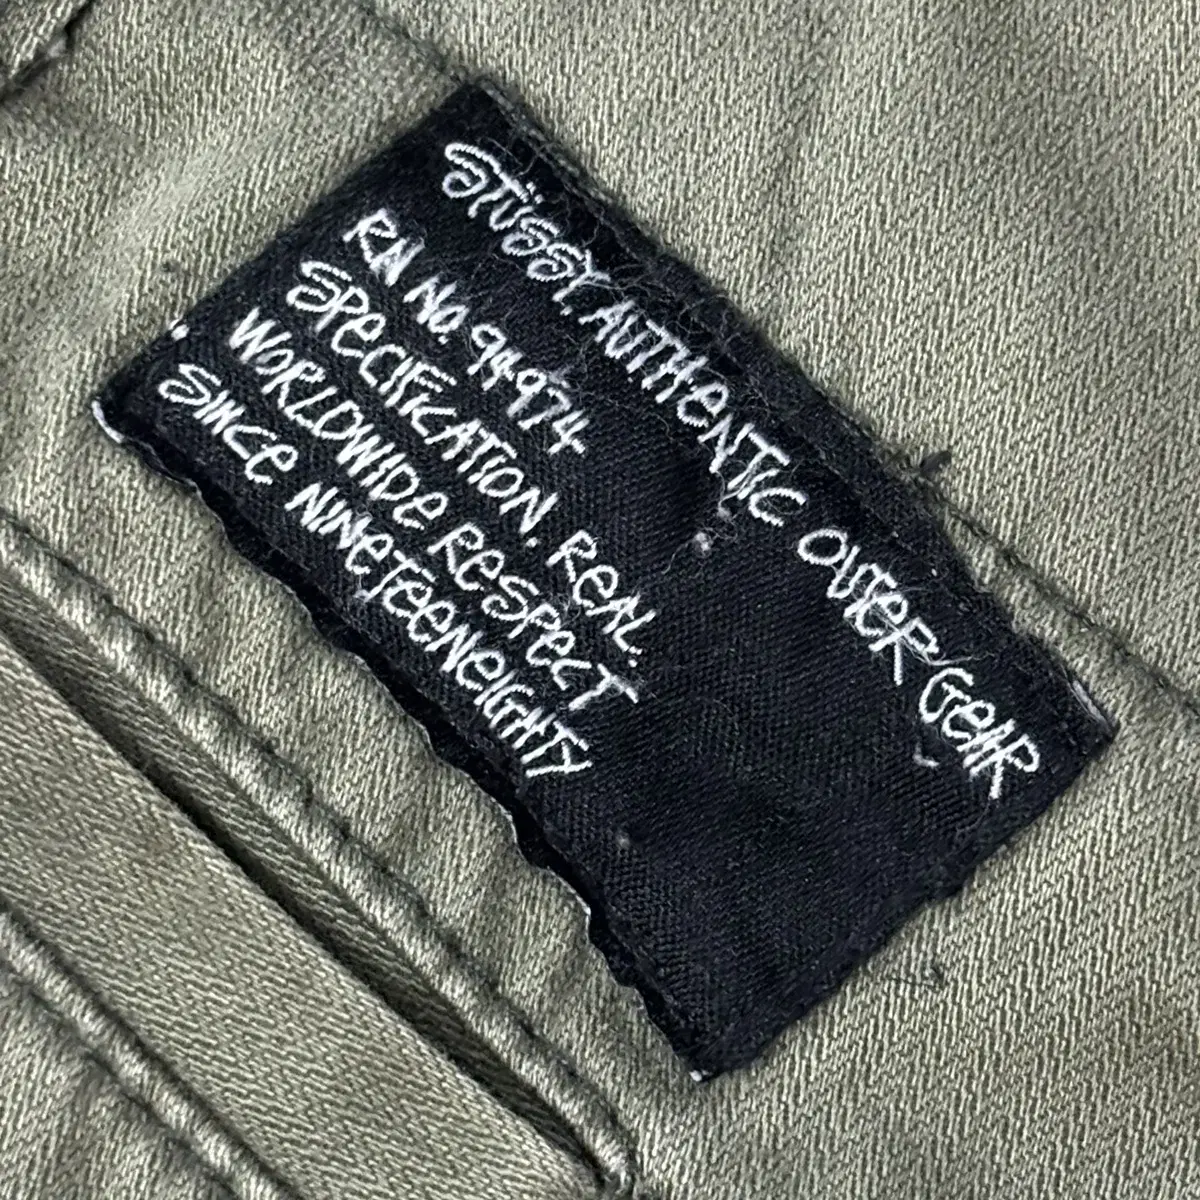 STÜSSY. AUTHENTIC OUTER GEAR
RN NO. 94974
SPECIFICATION. REAL.
WORLDWIDE RESPECT
SINCE NINETEENEIGHTY